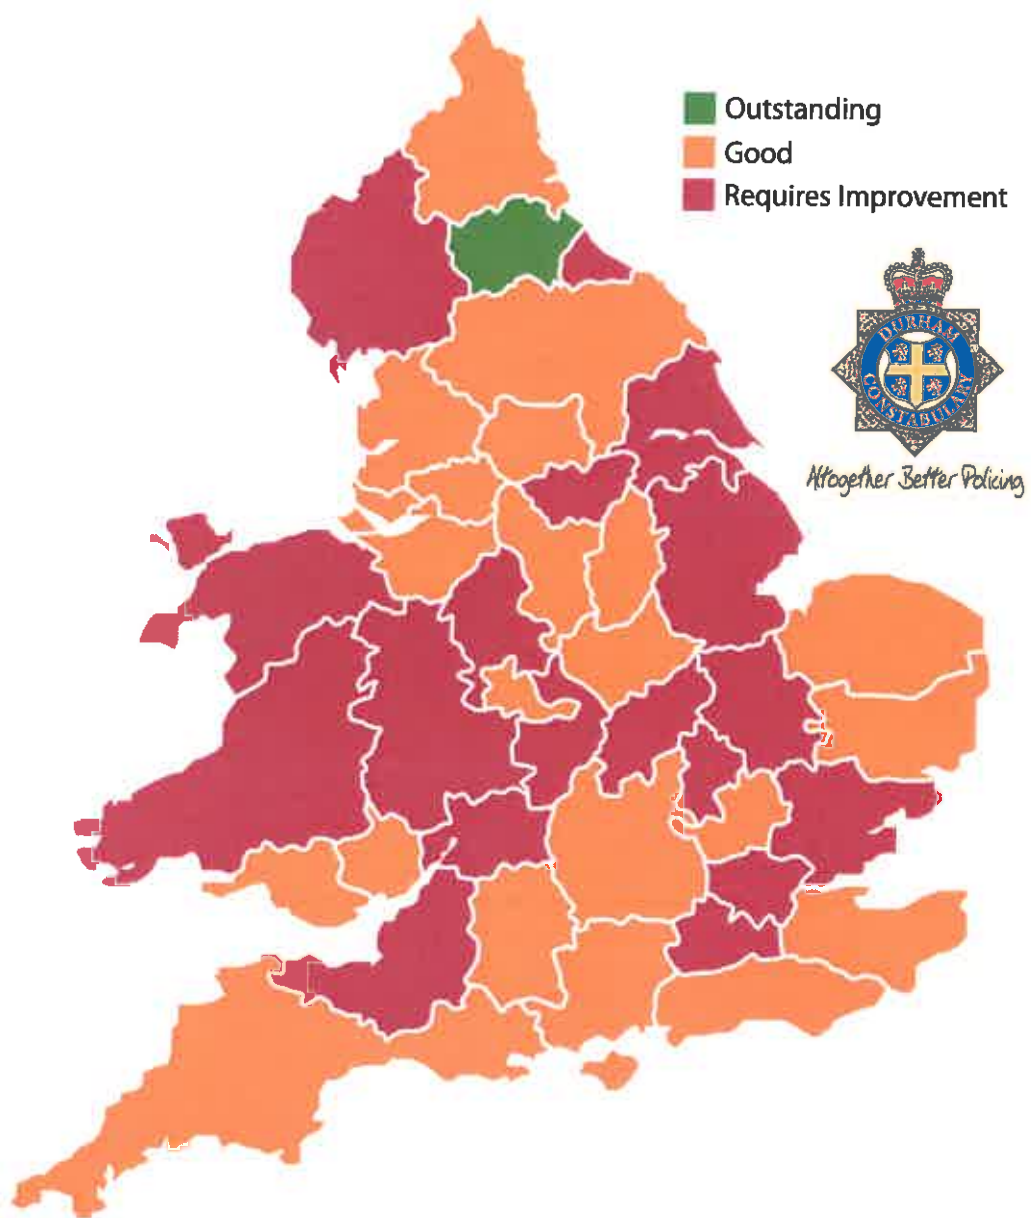 Outstanding
Good
Requires Improvement
DURHAM
CONSTABULARY
Altogether Better Policing